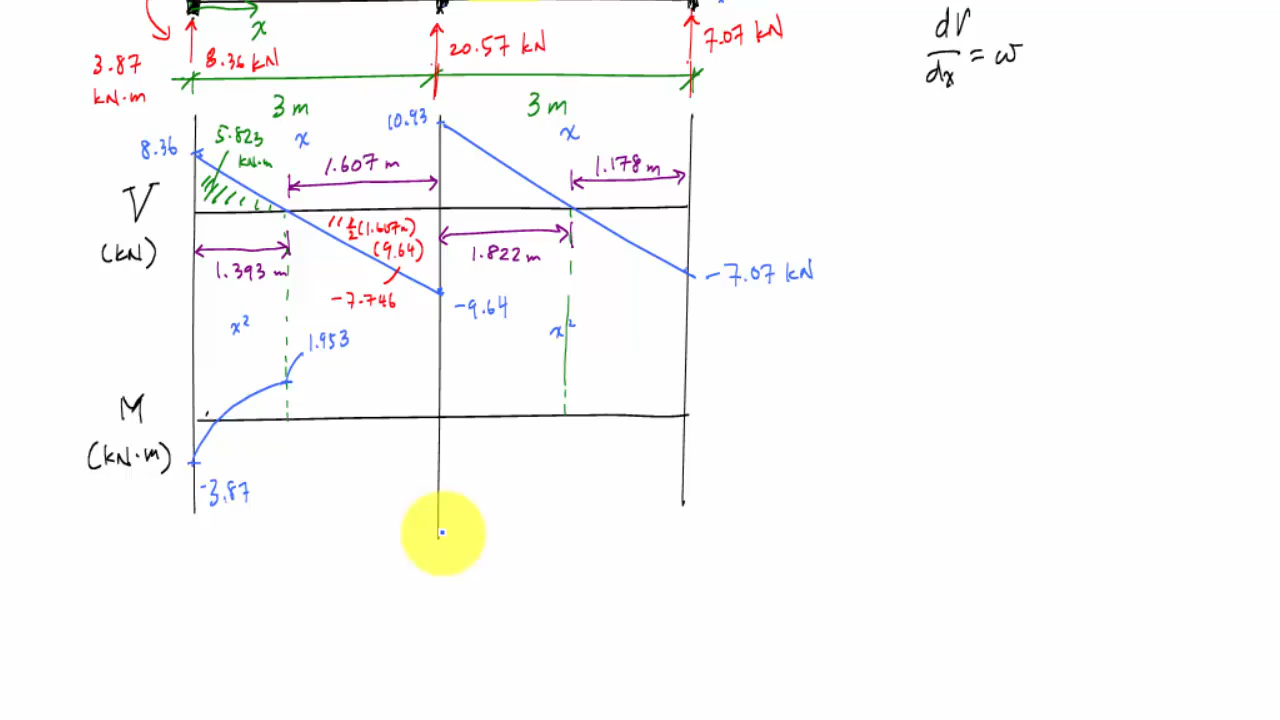 x
3.87
kN·m
8.36 kN
20.57 kN
7.07 kN
dV
dx
= w
3 m
3 m
8.36
5.823
kN·m
x
10.93
x
1.607 m
1.178 m
V
(kN)
1.393 m
1/2(1.607m)
(9.64)
-7.746
1.822 m
-7.07 kN
-9.64
x²
x²
1.953
M
(kN·m)
-3.87